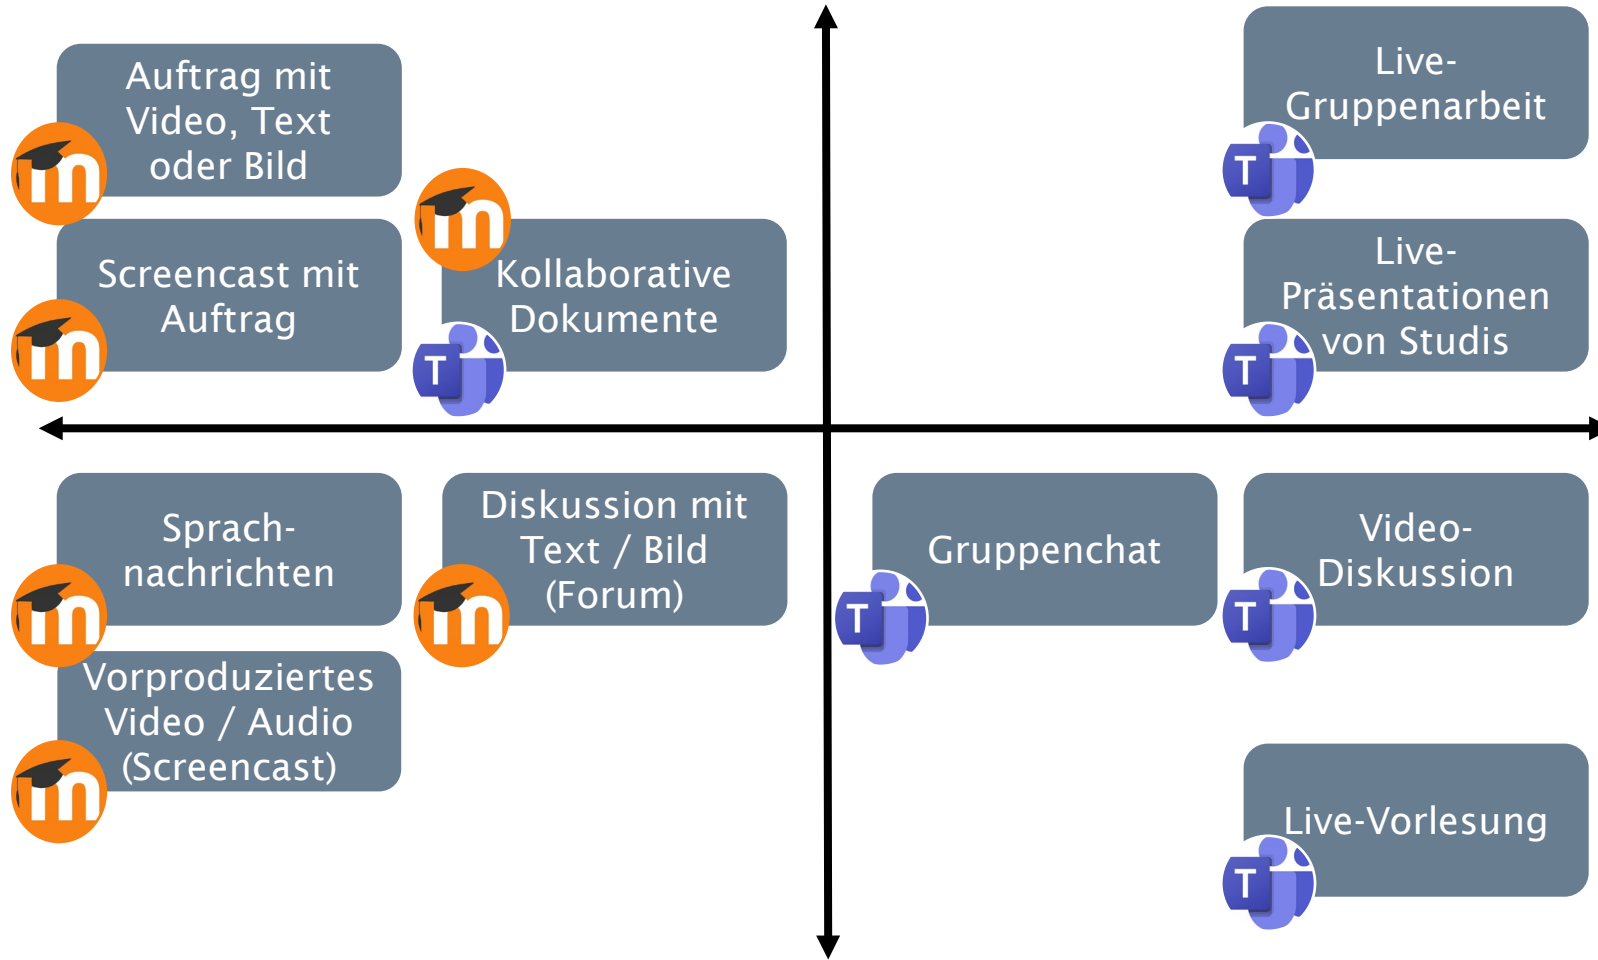 Auftrag mit
Video, Text
oder Bild
Live-
Gruppenarbeit
Screencast mit
Auftrag
Kollaborative
Dokumente
Live-
Präsentationen
von Studis
Sprach-
nachrichten
Diskussion mit
Text / Bild
(Forum)
Gruppenchat
Video-
Diskussion
Vorproduziertes
Video / Audio
(Screencast)
Live-Vorlesung
m
m
m
T
T
T
m
m
T
T
m
T